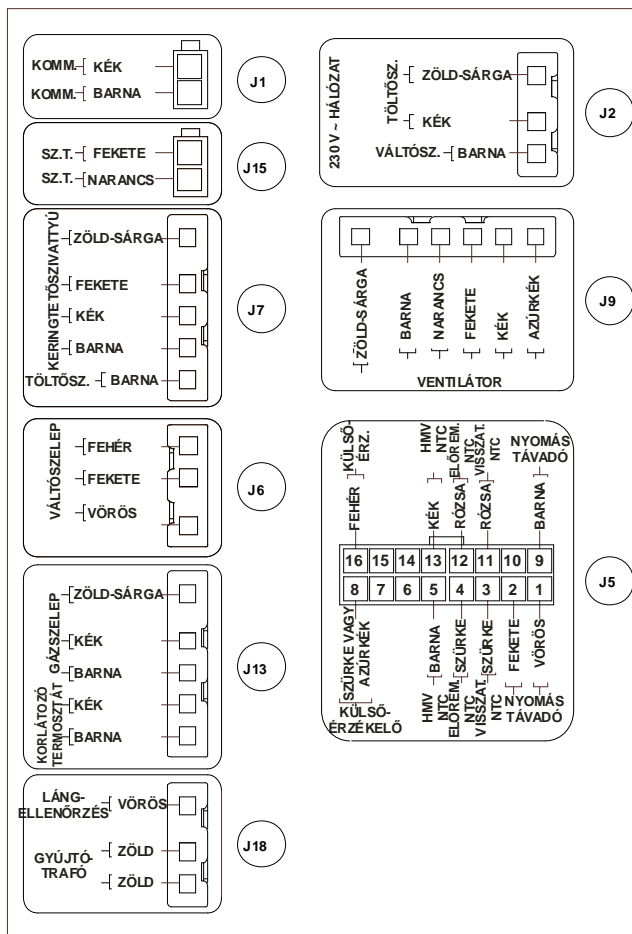 KOMM. KÉK
KOMM. BARNA
J1
SZ.T. FEKETE
SZ.T. NARANCS
J15
KERINGTETŐSZIVATTYÚ
ZÖLD-SÁRGA
FEKETE
KÉK
BARNA
TÖLTŐSZ. BARNA
J7
VÁLTÓSZELEP
FEHÉR
FEKETE
VÖRÖS
J6
GÁZSZELEP
ZÖLD-SÁRGA
KÉK
BARNA
KORLÁTOZÓ
TERMOSZTÁT
KÉK
BARNA
J13
LÁNG-
ELLENŐRZÉS
VÖRÖS
GYÚJTÓ-
TRAFÓ
ZÖLD
ZÖLD
J18
230 V ~ HÁLÓZAT
TÖLTŐSZ.
ZÖLD-SÁRGA
KÉK
VÁLTÓSZ. BARNA
J2
ZÖLD-SÁRGA
BARNA
NARANCS
FEKETE
KÉK
AZÚRKÉK
VENTILÁTOR
J9
KÜLSŐ-
ÉRZ.
HMV
NTC
ELŐREM.
NTC
VISSZAT.
NTC
NYOMÁS
TÁVADÓ
FEHÉR
KÉK
RÓZSA
RÓZSA
BARNA
16 15 14 13 12 11 10 9
8 7 6 5 4 3 2 1
SZÜRKE VAGY
AZÚRKÉK
BARNA
SZÜRKE
SZÜRKE
FEKETE
VÖRÖS
KÜLSŐ-
ÉRZÉKELŐ
HMV
NTC
ELŐREM.
NTC
VISSZAT.
NTC
NYOMÁS
TÁVADÓ
J5